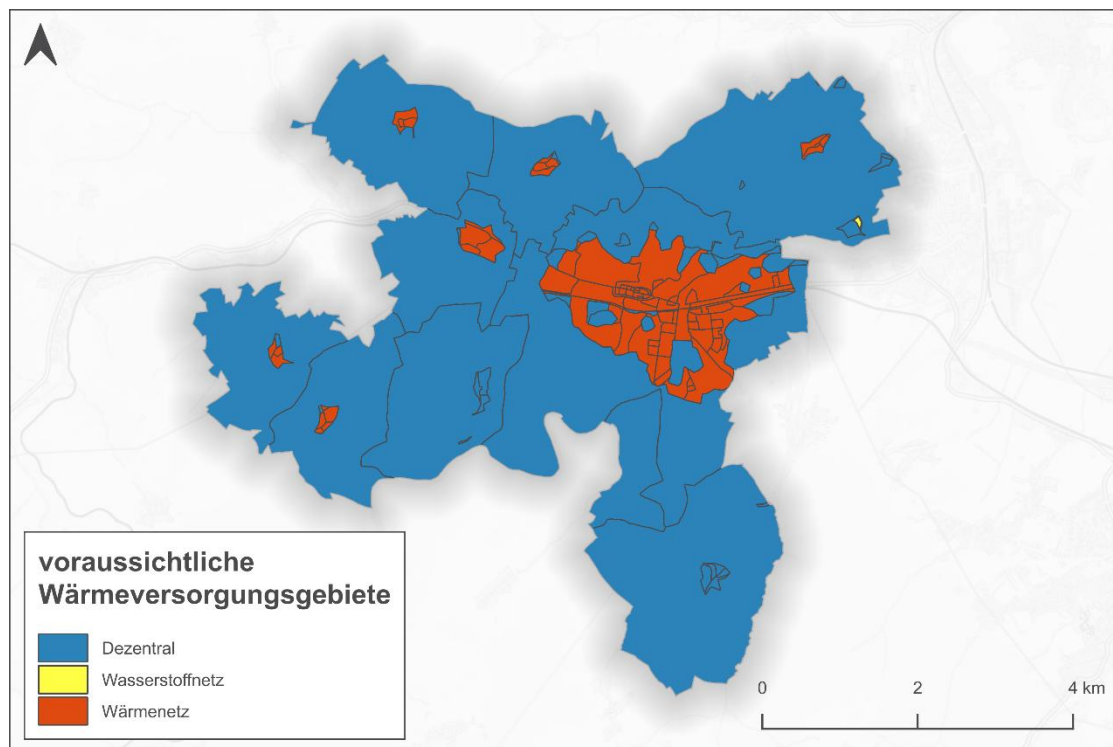 voraussichtliche
Wärmeversorgungsgebiete
Dezentral
Wasserstoffnetz
Wärmenetz
0 2 4 km